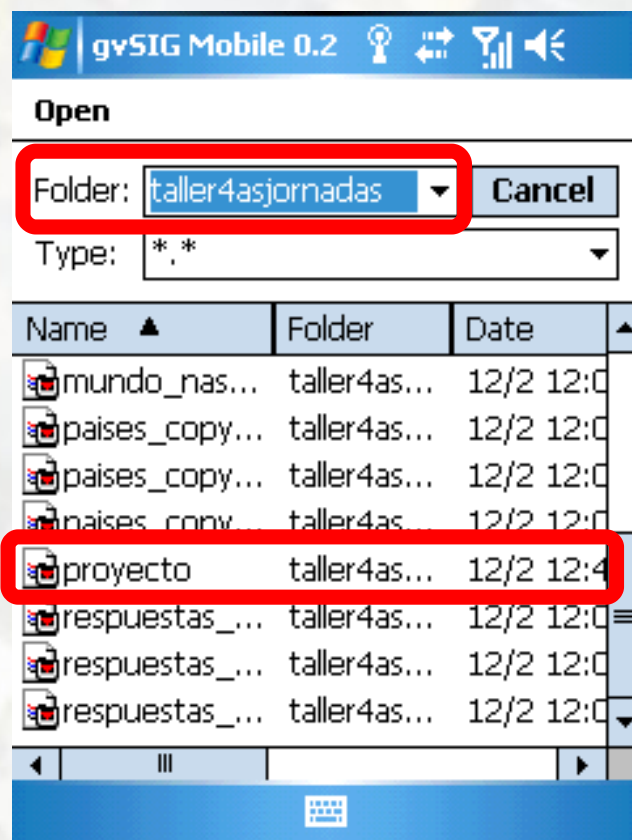 gvSIG Mobile 0.2
Open
Folder: taller4asjornadas Cancel
Type: *.*
Name Folder Date
mundo_nas... taller4as... 12/2 12:0
paises_copy... taller4as... 12/2 12:0
paises_copy... taller4as... 12/2 12:0
paises_copy... taller4as... 12/2 12:0
proyecto taller4as... 12/2 12:4
respuestas_... taller4as... 12/2 12:0
respuestas_... taller4as... 12/2 12:0
respuestas_... taller4as... 12/2 12:0